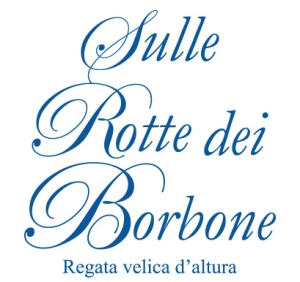 Sulle
Rotte dei
Borbone
Regata velica d’altura